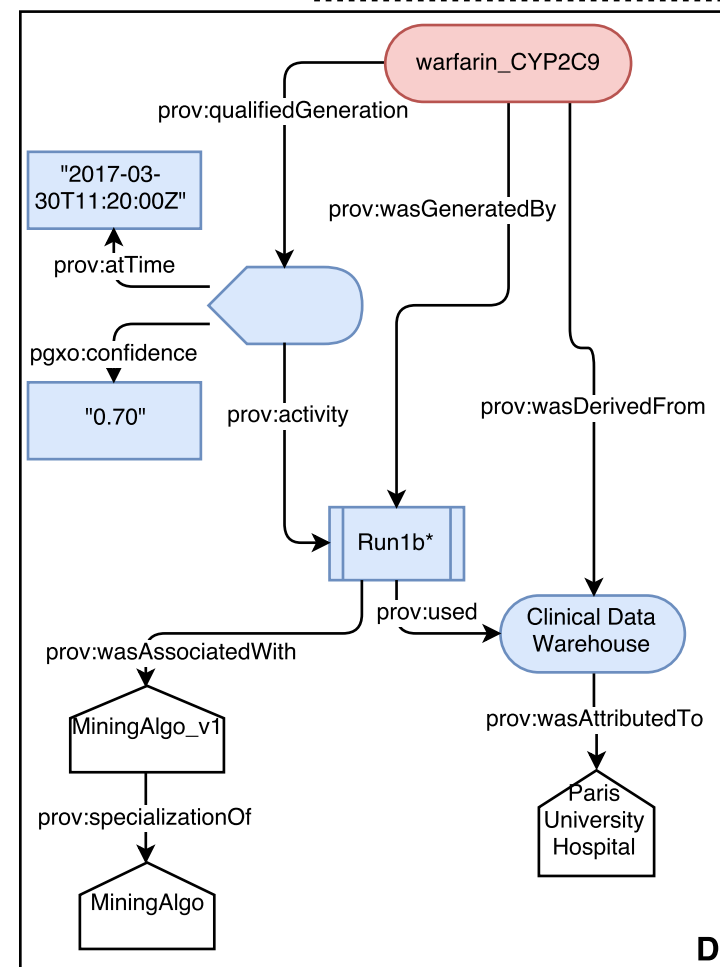 warfarin_CYP2C9
prov:qualifiedGeneration
"2017-03-
30T11:20:00Z"
prov:wasGeneratedBy
prov:atTime
pgxo:confidence
"0.70"
prov:activity
prov:wasDerivedFrom
Run1b*
prov:used
Clinical Data
Warehouse
prov:wasAssociatedWith
MiningAlgo_v1
prov:wasAttributedTo
prov:specializationOf
Paris
University
Hospital
MiningAlgo
D